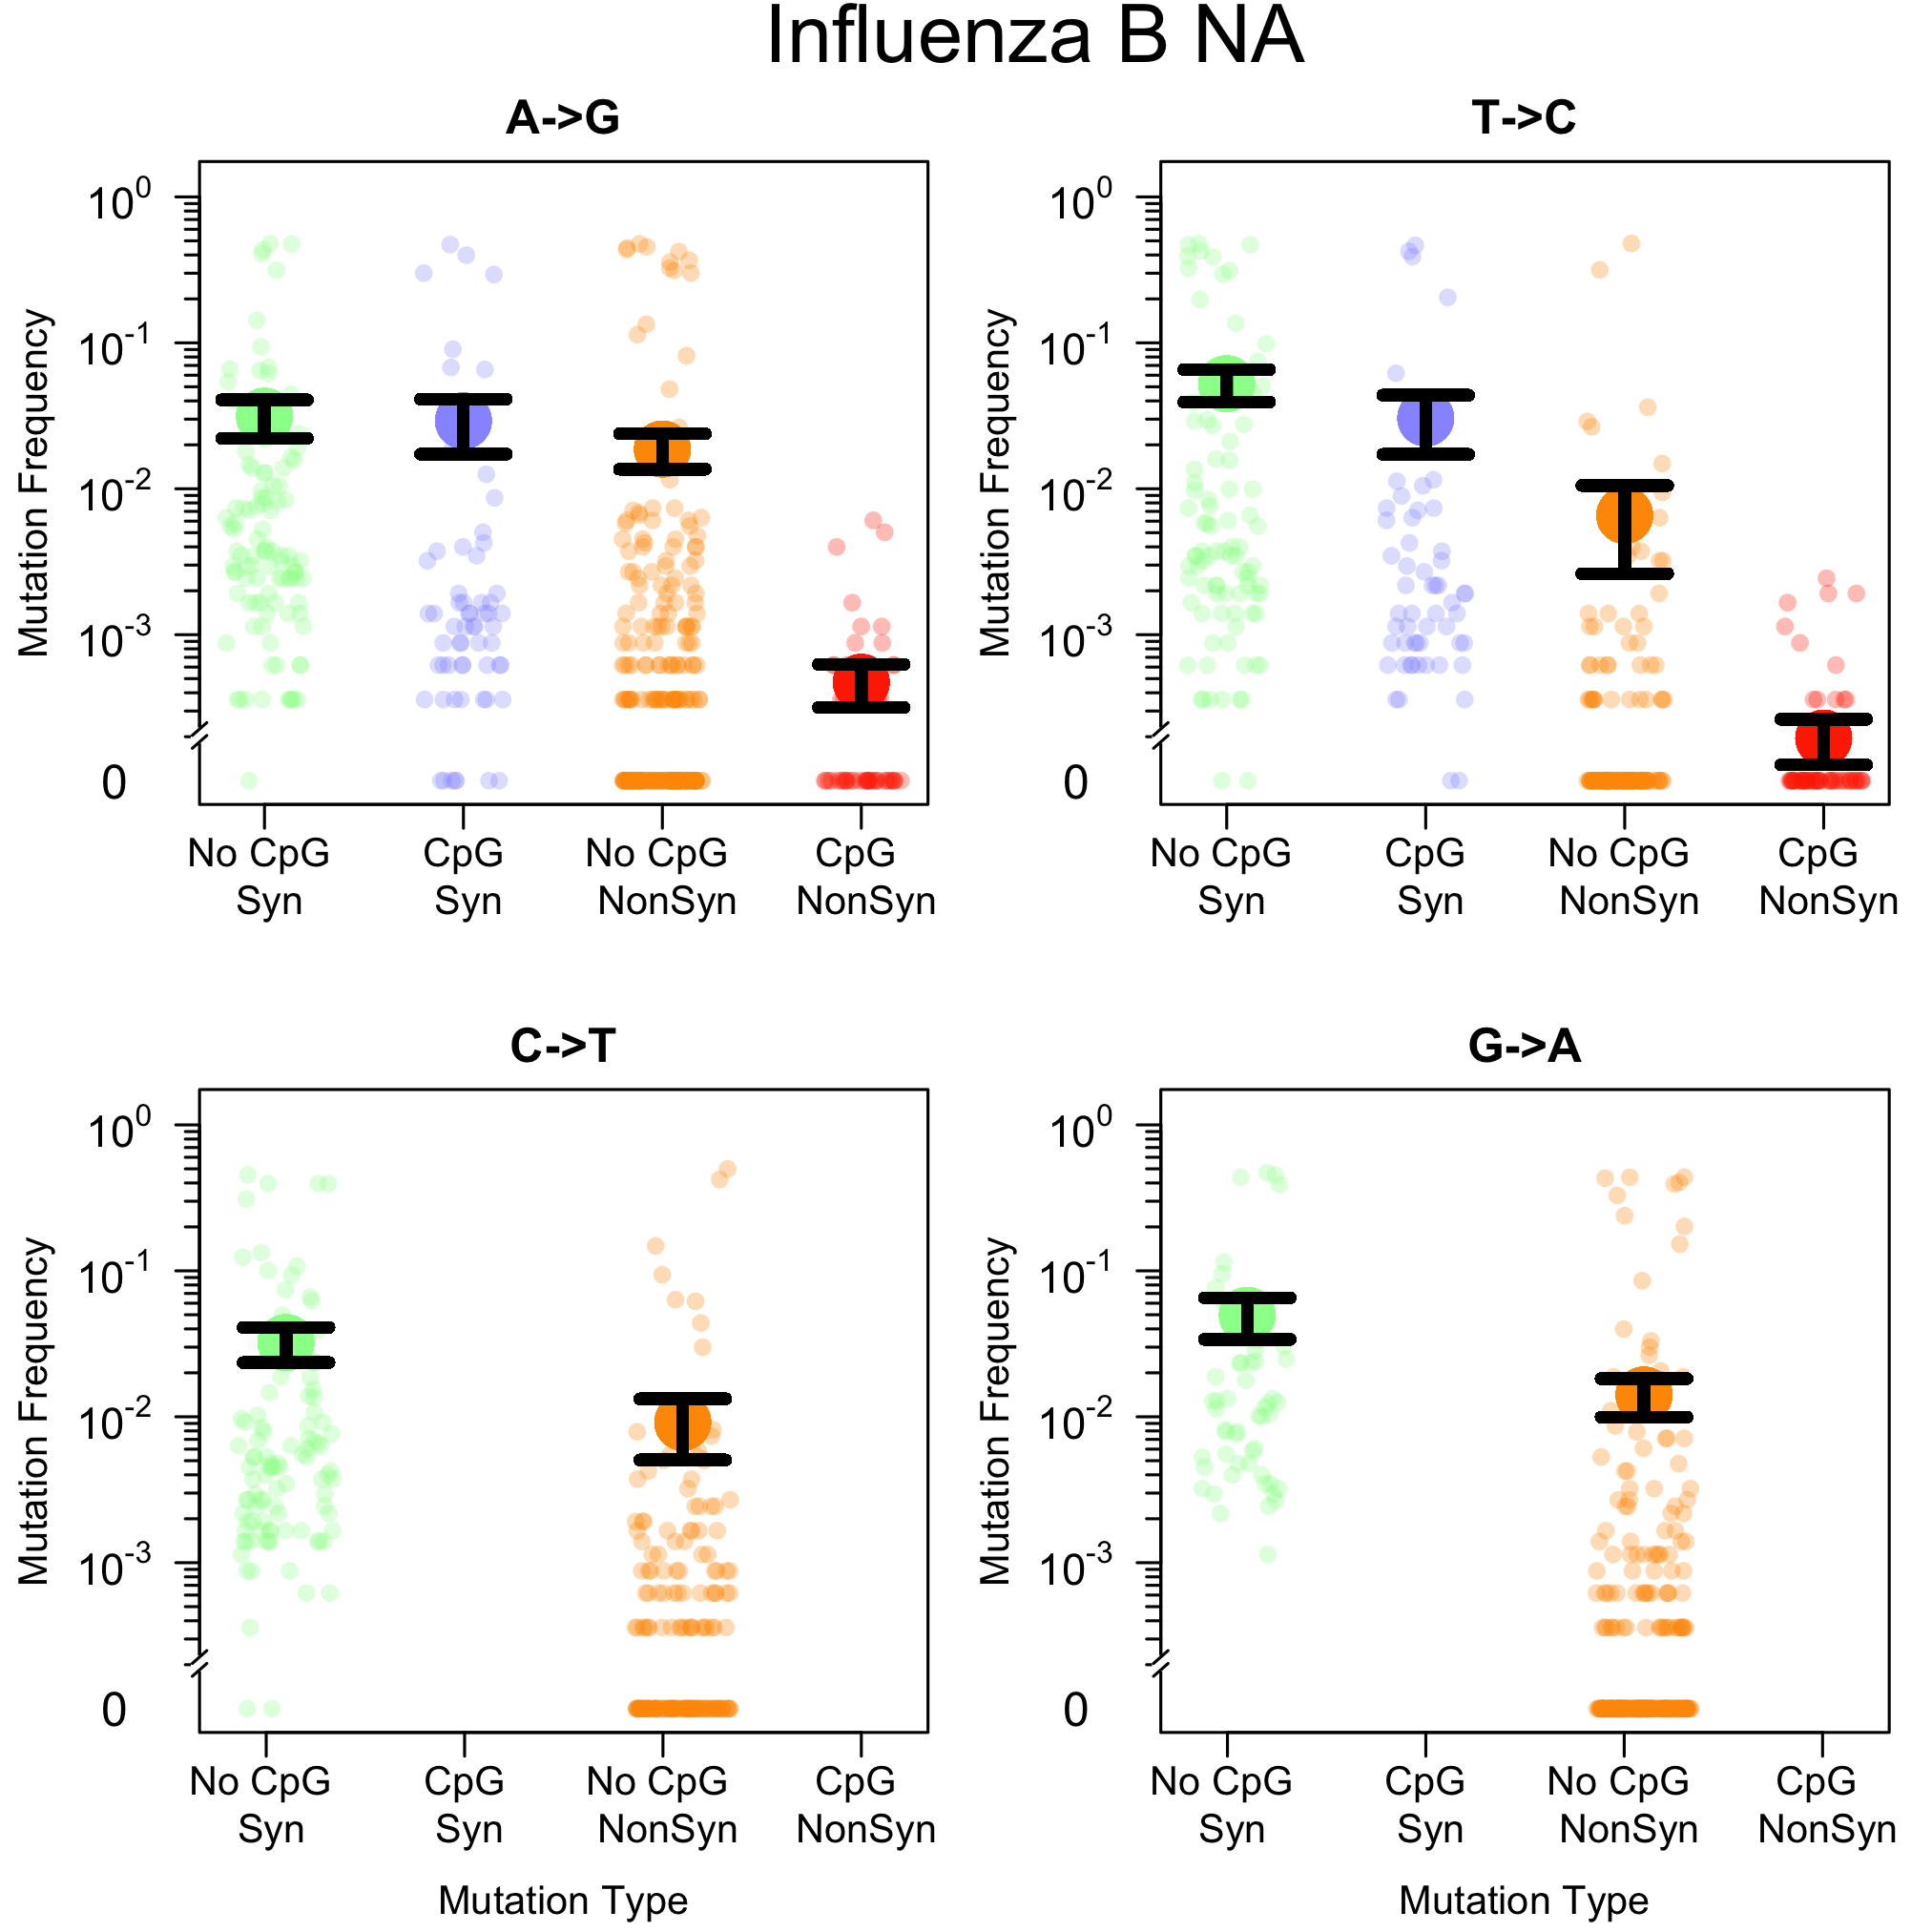 Influenza B NA
A->G
T->C
Mutation Frequency
10^0
10^-1
10^-2
10^-3
0
No CpG
Syn
CpG
Syn
No CpG
NonSyn
CpG
NonSyn
Mutation Frequency
10^0
10^-1
10^-2
10^-3
0
No CpG
Syn
CpG
Syn
No CpG
NonSyn
CpG
NonSyn
C->T
G->A
Mutation Frequency
10^0
10^-1
10^-2
10^-3
0
No CpG
Syn
CpG
Syn
No CpG
NonSyn
CpG
NonSyn
Mutation Type
Mutation Frequency
10^0
10^-1
10^-2
10^-3
0
No CpG
Syn
CpG
Syn
No CpG
NonSyn
CpG
NonSyn
Mutation Type